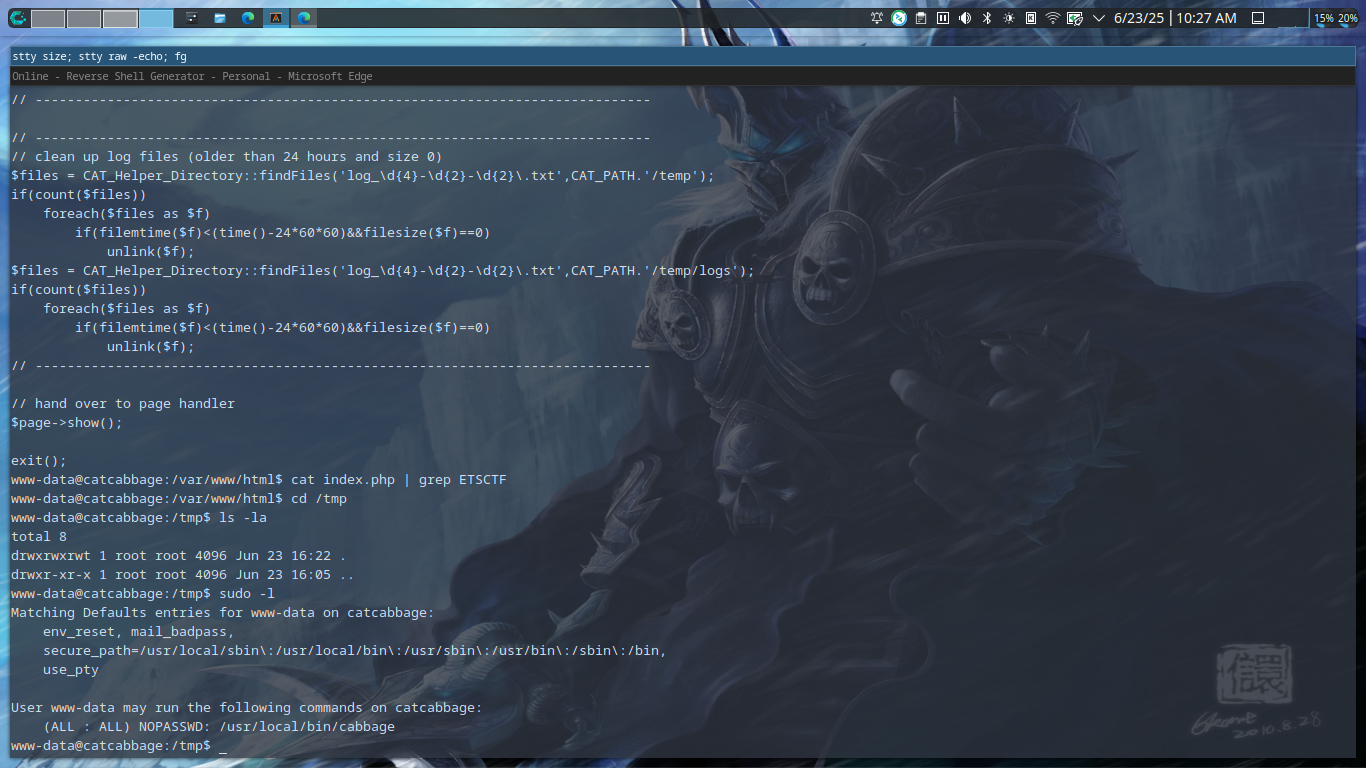 6/23/25 | 10:27 AM
15% 20%
stty size; stty raw -echo; fg
Online - Reverse Shell Generator - Personal - Microsoft Edge
// -----------------------------------------------------------------------------
// -----------------------------------------------------------------------------
// clean up log files (older than 24 hours and size 0)
$files = CAT_Helper_Directory::findFiles('log_\d{4}-\d{2}-\d{2}\.txt',CAT_PATH.'/temp');
if(count($files))
    foreach($files as $f)
        if(filemtime($f)<(time()-24*60*60)&&filesize($f)==0)
            unlink($f);
$files = CAT_Helper_Directory::findFiles('log_\d{4}-\d{2}-\d{2}\.txt',CAT_PATH.'/temp/logs');
if(count($files))
    foreach($files as $f)
        if(filemtime($f)<(time()-24*60*60)&&filesize($f)==0)
            unlink($f);
// -----------------------------------------------------------------------------
// hand over to page handler
$page->show();
exit();
www-data@catcabbage:/var/www/html$ cat index.php | grep ETSCTF
www-data@catcabbage:/var/www/html$ cd /tmp
www-data@catcabbage:/tmp$ ls -la
total 8
drwxrwxrwt 1 root root 4096 Jun 23 16:22 .
drwxr-xr-x 1 root root 4096 Jun 23 16:05 ..
www-data@catcabbage:/tmp$ sudo -l
Matching Defaults entries for www-data on catcabbage:
    env_reset, mail_badpass,
    secure_path=/usr/local/sbin\:/usr/local/bin\:/usr/sbin\:/usr/bin\:/sbin\:/bin,
    use_pty
User www-data may run the following commands on catcabbage:
    (ALL : ALL) NOPASSWD: /usr/local/bin/cabbage
www-data@catcabbage:/tmp$ _
2010.8.28